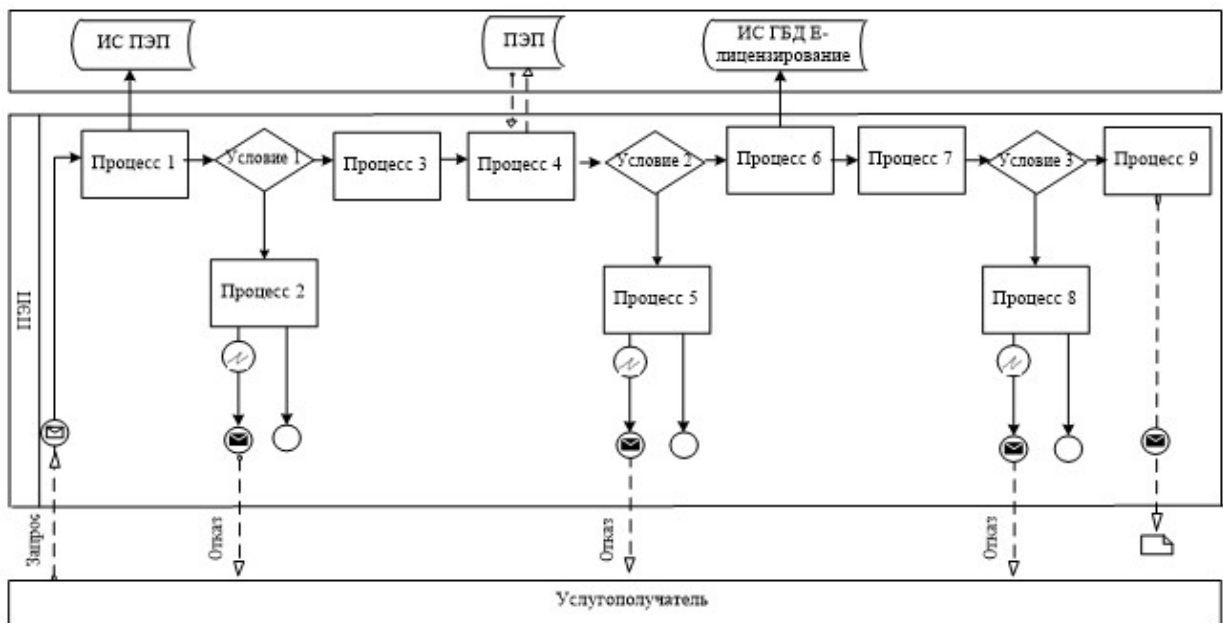 ИС ПЭП
ПЭП
ИС ГБД Е-
лицензирование
Процесс 1
Условие 1
Процесс 3
Процесс 4
Условие 2
Процесс 6
Процесс 7
Условие 3
Процесс 9
Процесс 2
Процесс 5
Процесс 8
ПЭП
Запрос
Отказ
Отказ
Отказ
Услугополучатель